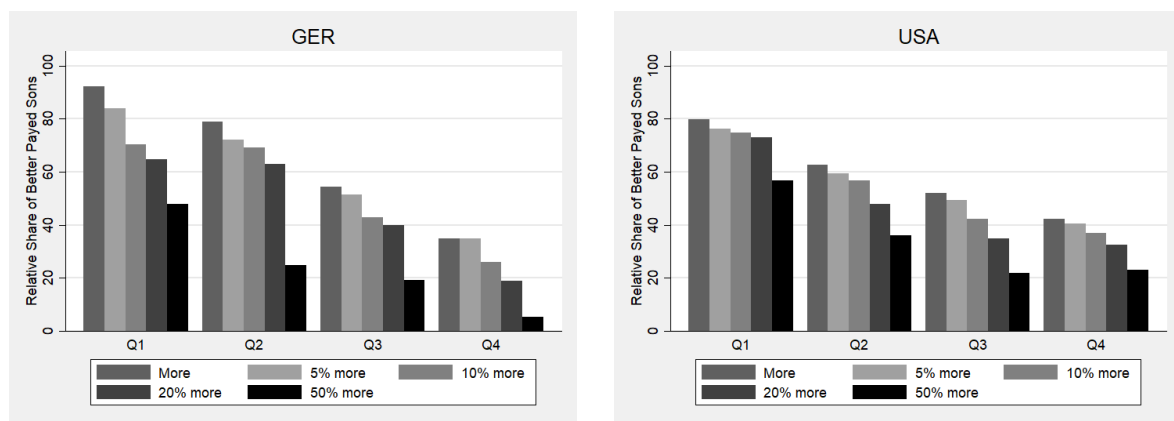 GER
Relative Share of Better Payed Sons
100
80
60
40
20
0
Q1 Q2 Q3 Q4
More 5% more 10% more
20% more 50% more
USA
Relative Share of Better Payed Sons
100
80
60
40
20
0
Q1 Q2 Q3 Q4
More 5% more 10% more
20% more 50% more